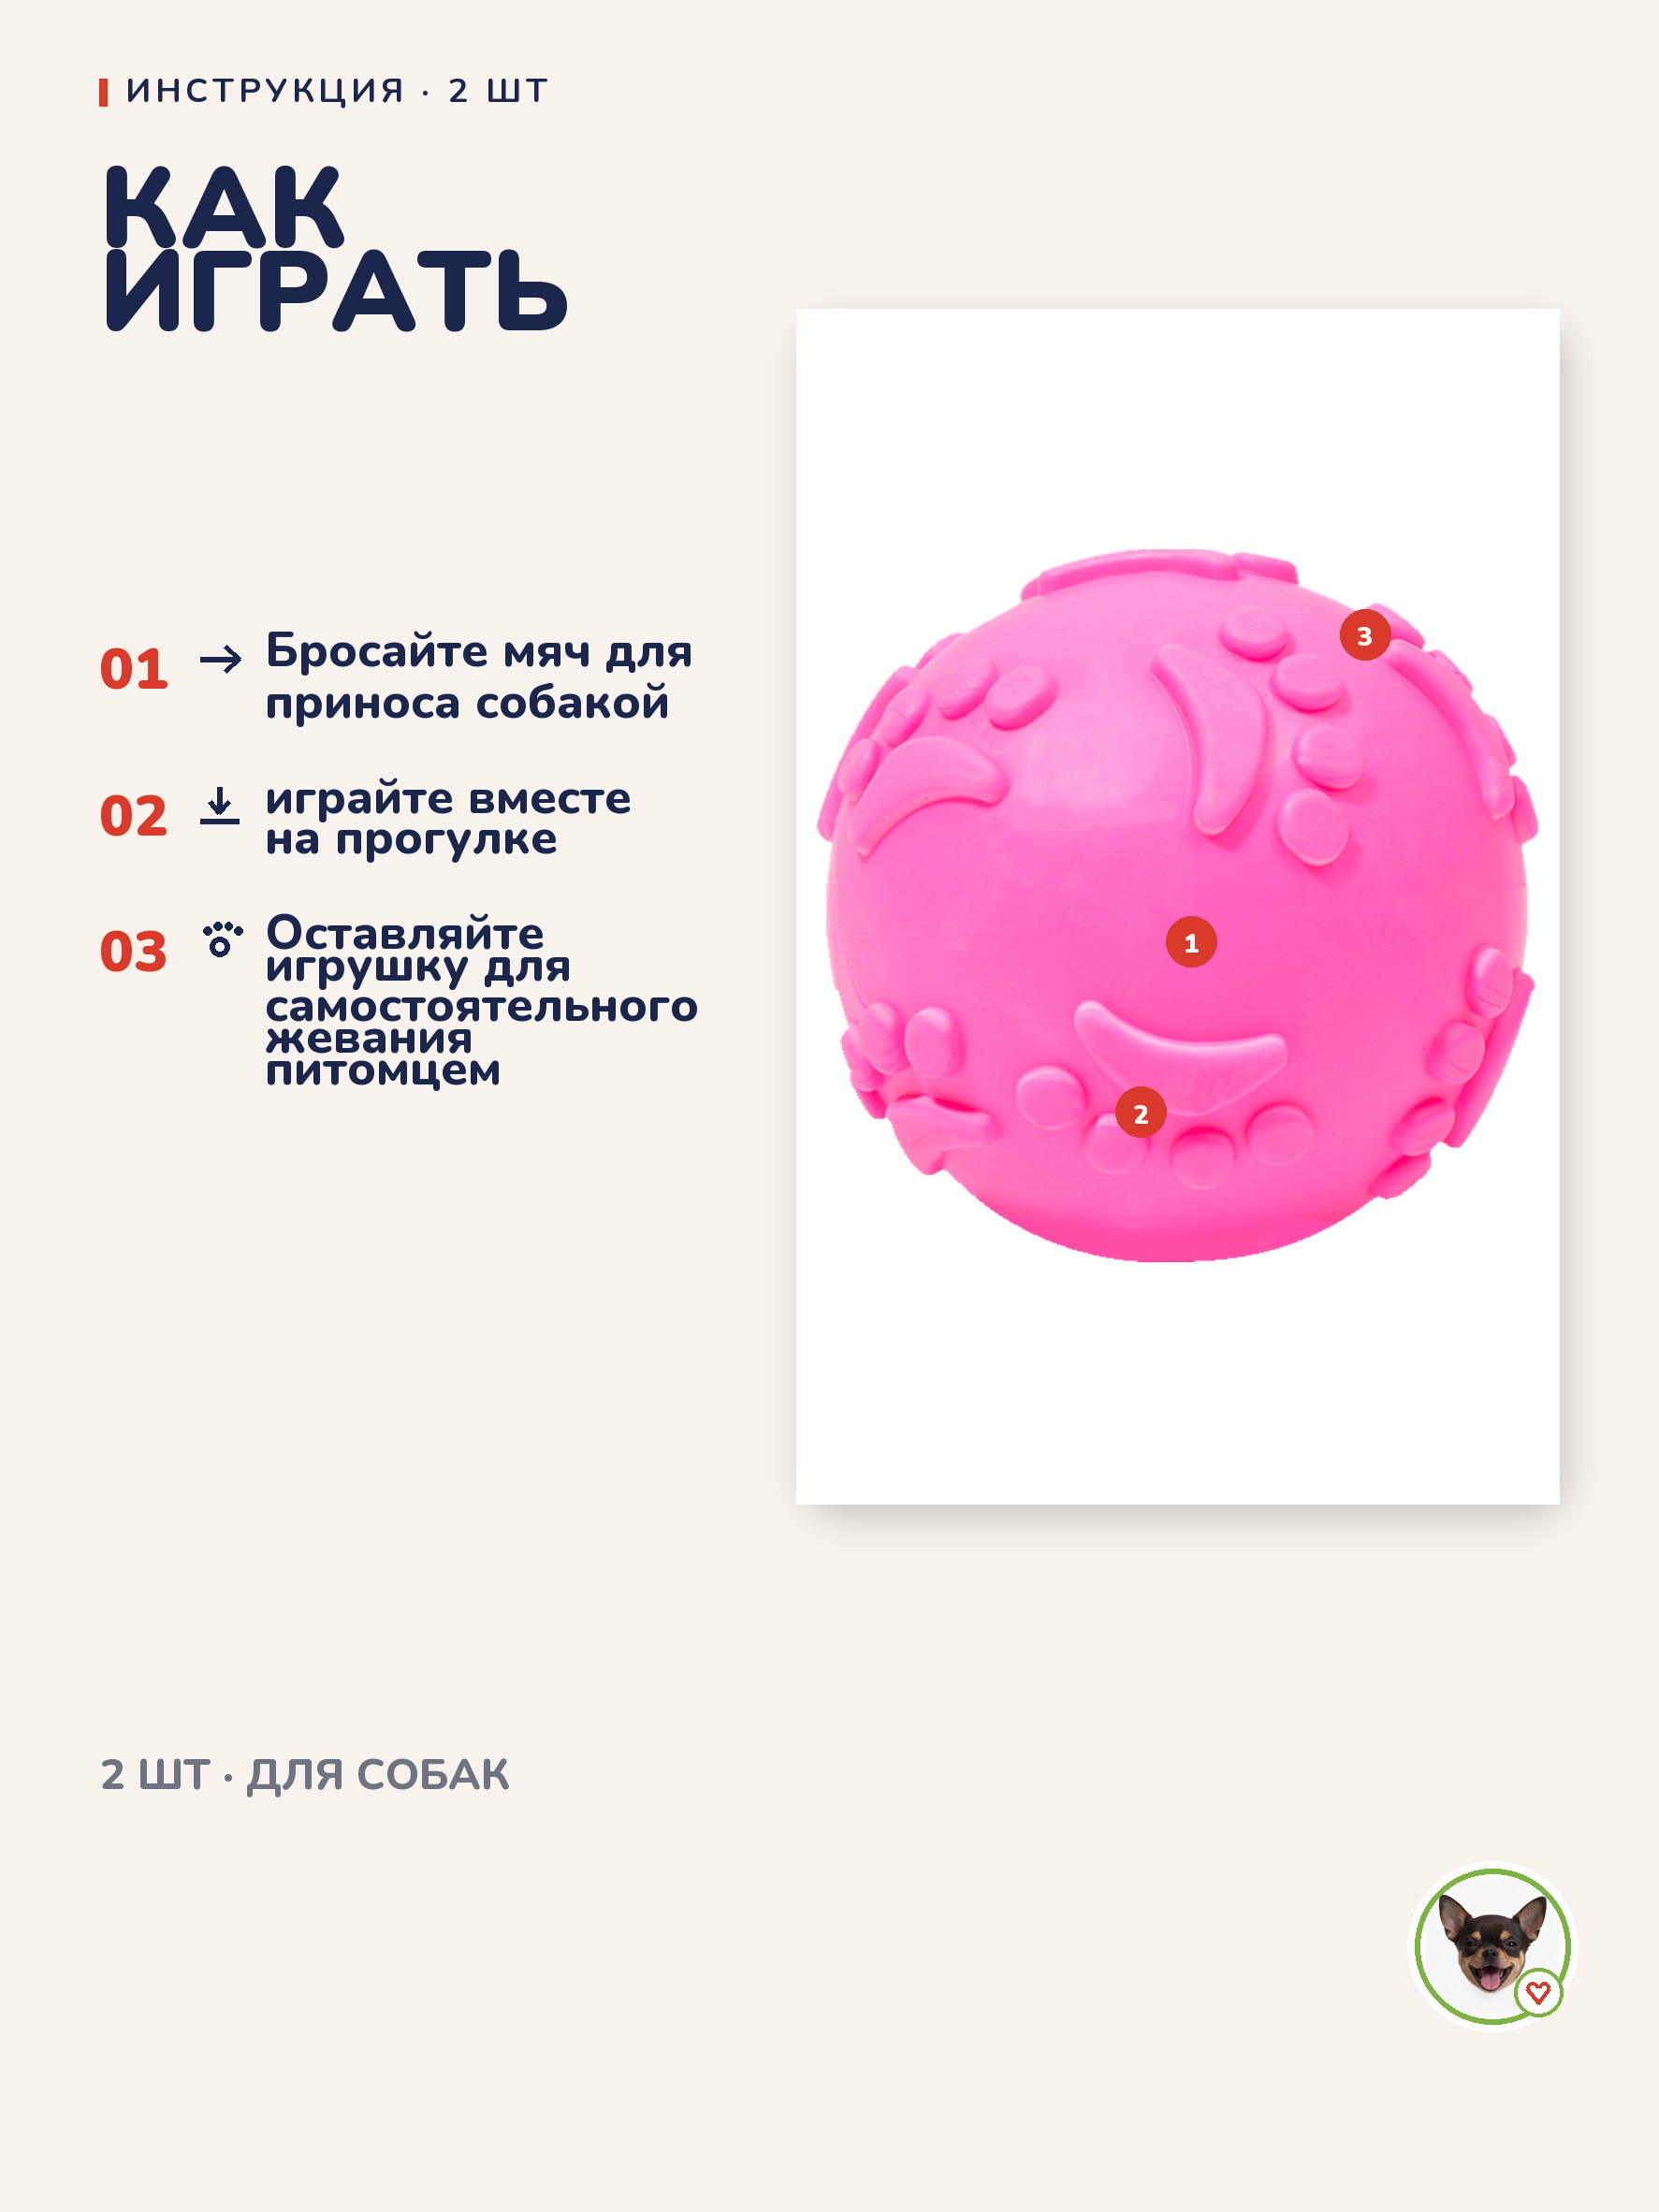 ИНСТРУКЦИЯ · 2 ШТ
КАК
ИГРАТЬ
01 → Бросайте мяч для
приноса собакой
02 играйте вместе
на прогулке
03 Оставляйте
игрушку для
самостоятельного
жевания
питомцем
3
1
2
2 ШТ · ДЛЯ СОБАК